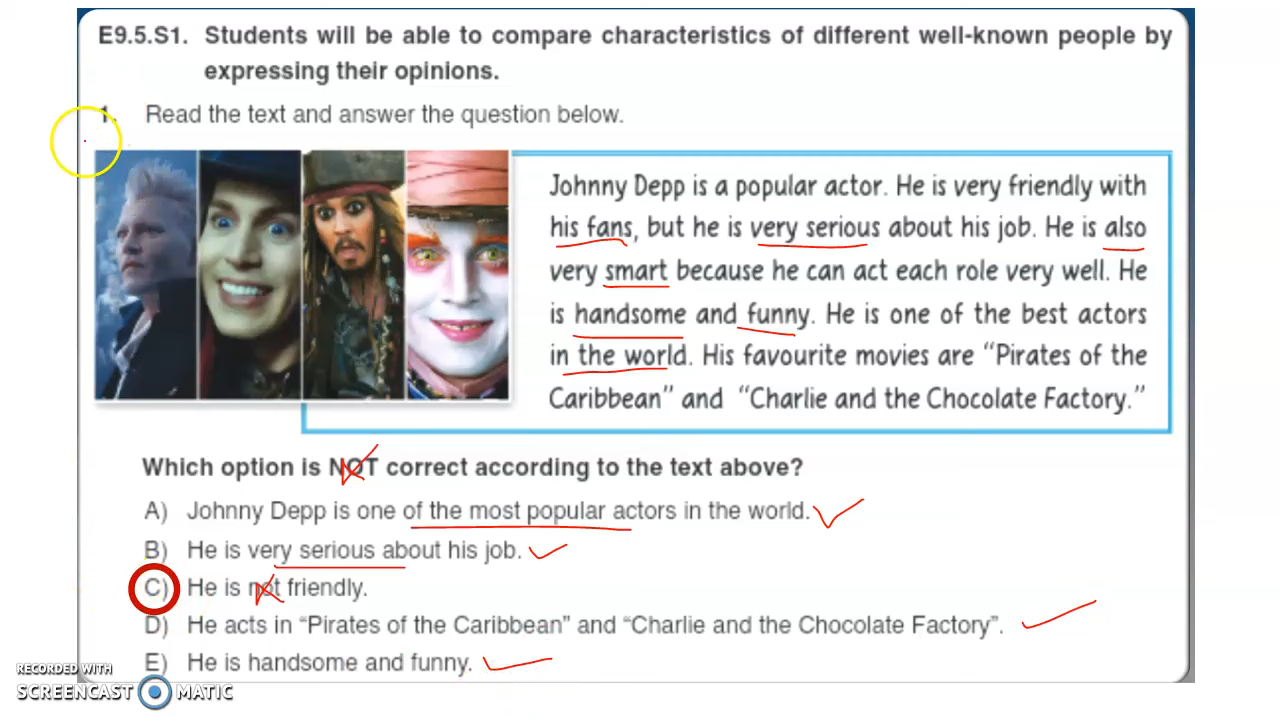 E9.5.S1. Students will be able to compare characteristics of different well-known people by
expressing their opinions.
1. Read the text and answer the question below.
Johnny Depp is a popular actor. He is very friendly with
his fans, but he is very serious about his job. He is also
very smart because he can act each role very well. He
is handsome and funny. He is one of the best actors
in the world. His favourite movies are “Pirates of the
Caribbean” and “Charlie and the Chocolate Factory.”
Which option is NOT correct according to the text above?
A) Johnny Depp is one of the most popular actors in the world.
B) He is very serious about his job.
C) He is not friendly.
D) He acts in “Pirates of the Caribbean” and “Charlie and the Chocolate Factory”.
E) He is handsome and funny.
RECORDED WITH
SCREENCAST MATIC